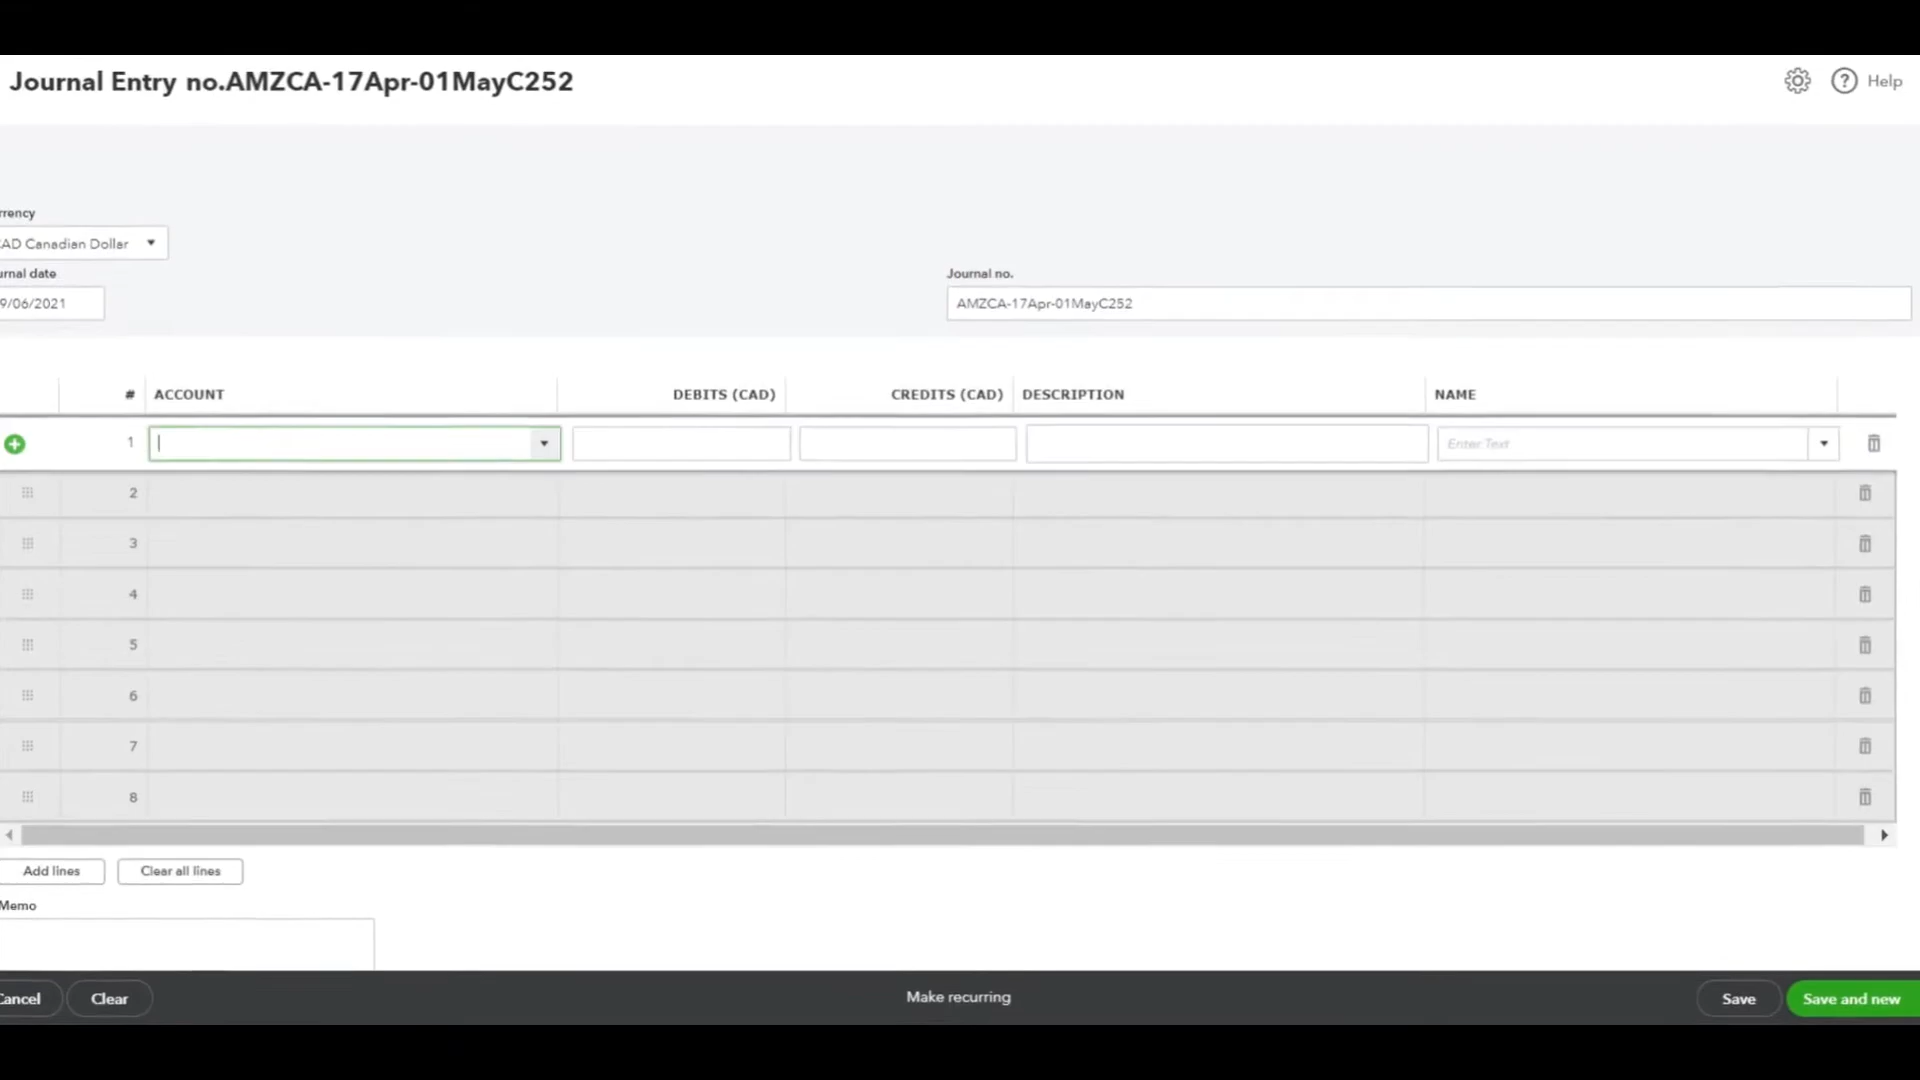 Journal Entry no.AMZCA-17Apr-01MayC252
Help
rrency
CAD Canadian Dollar
urnal date
9/06/2021
Journal no.
AMZCA-17Apr-01MayC252
# ACCOUNT DEBITS (CAD) CREDITS (CAD) DESCRIPTION NAME
1 Enter Text
2
3
4
5
6
7
8
Add lines Clear all lines
Memo
Cancel Clear Make recurring Save Save and new